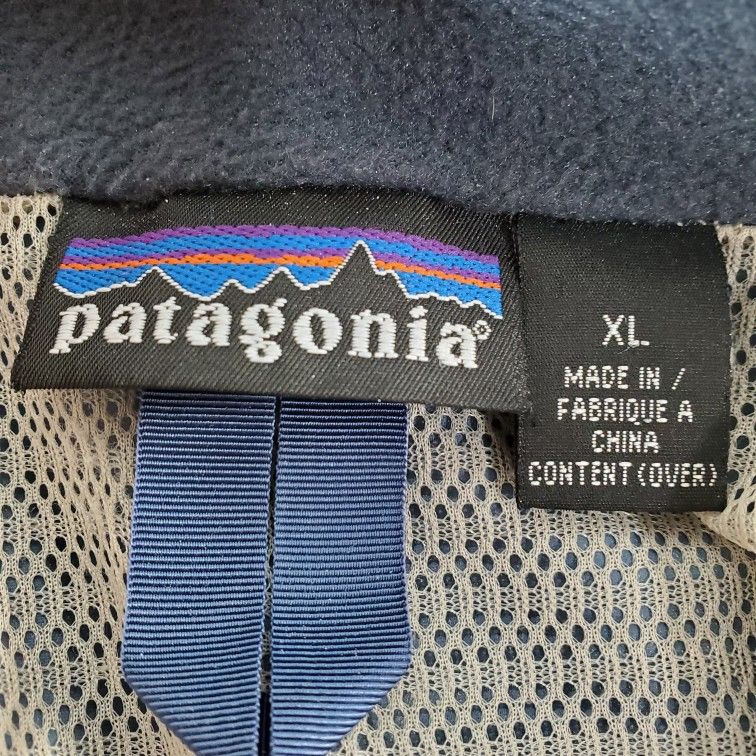 patagonia®
XL
MADE IN /
FABRIQUE A
CHINA
CONTENT (OVER)